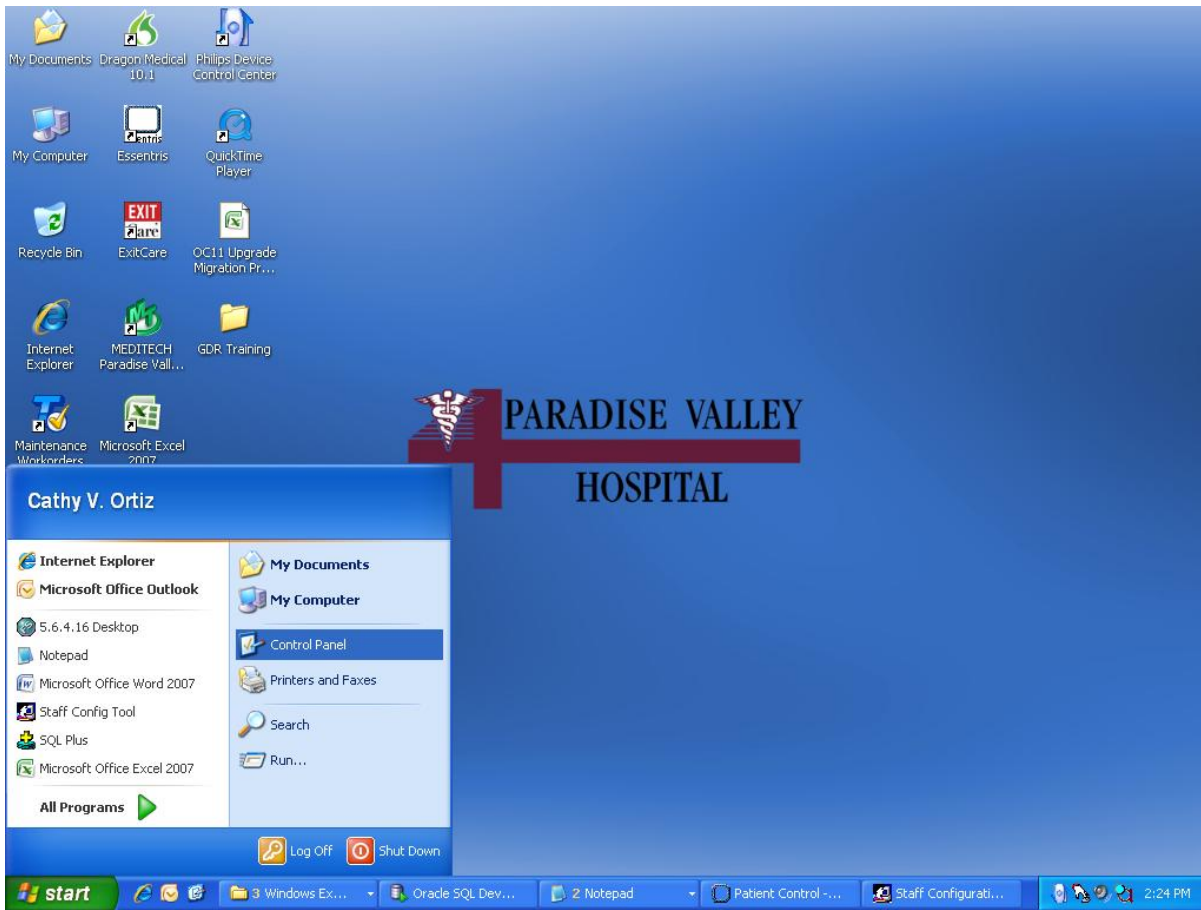 My Documents
Dragon Medical
10.1
Philips Device
Control Center
My Computer
Essentris
QuickTime
Player
Recycle Bin
EXIT
Care
ExitCare
OC11 Upgrade
Migration Pr...
Internet
Explorer
MEDITECH
Paradise Vall...
GDR Training
Maintenance
Workorders
Microsoft Excel
2007
PARADISE VALLEY
HOSPITAL
Cathy V. Ortiz
Internet Explorer
Microsoft Office Outlook
5.6.4.16 Desktop
Notepad
Microsoft Office Word 2007
Staff Config Tool
SQL Plus
Microsoft Office Excel 2007
All Programs
My Documents
My Computer
Control Panel
Printers and Faxes
Search
Run...
Log Off
Shut Down
start
3 Windows Ex...
Oracle SQL Dev...
2 Notepad
Patient Control -...
Staff Configurati...
2:24 PM